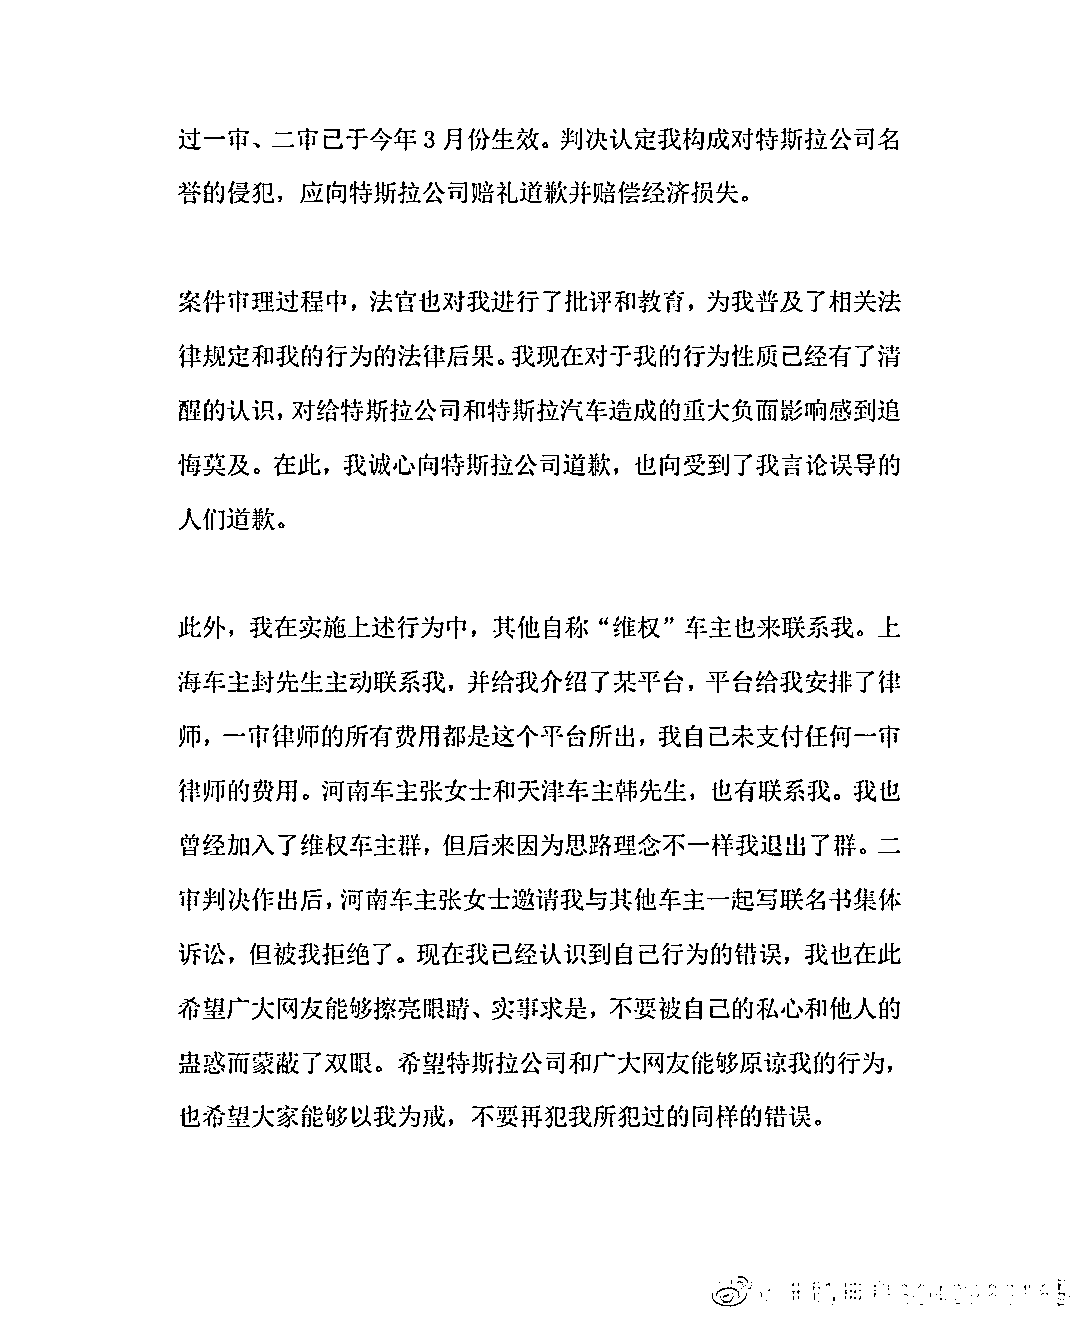 过一审、二审已于今年 3 月份生效。判决认定我构成对特斯拉公司名
誉的侵犯，应向特斯拉公司赔礼道歉并赔偿经济损失。
案件审理过程中，法官也对我进行了批评和教育，为我普及了相关法
律规定和我的行为的法律后果。我现在对于我的行为性质已经有了清
醒的认识，对给特斯拉公司和特斯拉汽车造成的重大负面影响感到追
悔莫及。在此，我诚心向特斯拉公司道歉，也向受到了我言论误导的
人们道歉。
此外，我在实施上述行为中，其他自称“维权”车主也来联系我。上
海车主封先生主动联系我，并给我介绍了某平台，平台给我安排了律
师，一审律师的所有费用都是这个平台所出，我自己未支付任何一审
律师的费用。河南车主张女士和天津车主韩先生，也有联系我。我也
曾经加入了维权车主群，但后来因为思路理念不一样我退出了群。二
审判决作出后，河南车主张女士邀请我与其他车主一起写联名书集体
诉讼，但被我拒绝了。现在我已经认识到自己行为的错误，我也在此
希望广大网友能够擦亮眼睛、实事求是，不要被自己的私心和他人的
蛊惑而蒙蔽了双眼。希望特斯拉公司和广大网友能够原谅我的行为，
也希望大家能够以我为戒，不要再犯我所犯过的同样的错误。